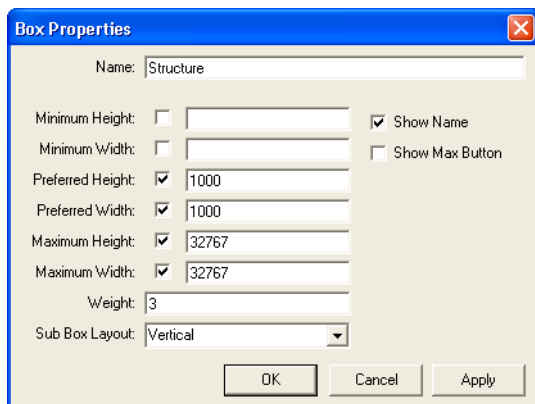 Box Properties
Name: Structure
Minimum Height:
Show Name
Minimum Width:
Show Max Button
Preferred Height: 1000
Preferred Width: 1000
Maximum Height: 32767
Maximum Width: 32767
Weight: 3
Sub Box Layout: Vertical
OK Cancel Apply